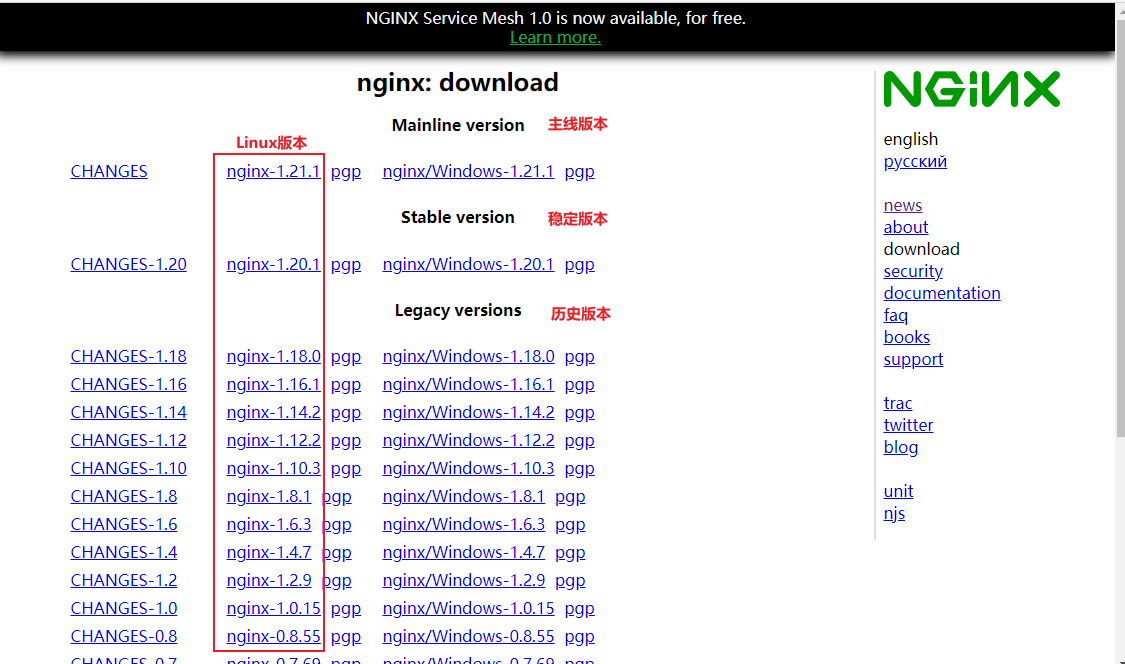 NGINX Service Mesh 1.0 is now available, for free.
Learn more.
nginx: download
NGINX
Mainline version 主线版本
Linux版本
CHANGES nginx-1.21.1 pgp nginx/Windows-1.21.1 pgp
Stable version 稳定版本
CHANGES-1.20 nginx-1.20.1 pgp nginx/Windows-1.20.1 pgp
Legacy versions 历史版本
CHANGES-1.18 nginx-1.18.0 pgp nginx/Windows-1.18.0 pgp
CHANGES-1.16 nginx-1.16.1 pgp nginx/Windows-1.16.1 pgp
CHANGES-1.14 nginx-1.14.2 pgp nginx/Windows-1.14.2 pgp
CHANGES-1.12 nginx-1.12.2 pgp nginx/Windows-1.12.2 pgp
CHANGES-1.10 nginx-1.10.3 pgp nginx/Windows-1.10.3 pgp
CHANGES-1.8 nginx-1.8.1 pgp nginx/Windows-1.8.1 pgp
CHANGES-1.6 nginx-1.6.3 pgp nginx/Windows-1.6.3 pgp
CHANGES-1.4 nginx-1.4.7 pgp nginx/Windows-1.4.7 pgp
CHANGES-1.2 nginx-1.2.9 pgp nginx/Windows-1.2.9 pgp
CHANGES-1.0 nginx-1.0.15 pgp nginx/Windows-1.0.15 pgp
CHANGES-0.8 nginx-0.8.55 pgp nginx/Windows-0.8.55 pgp
CHANGES-0.7 nginx-0.7.69 pgp nginx/Windows-0.7.69 pgp
english
русский
news
about
download
security
documentation
faq
books
support
trac
twitter
blog
unit
njs